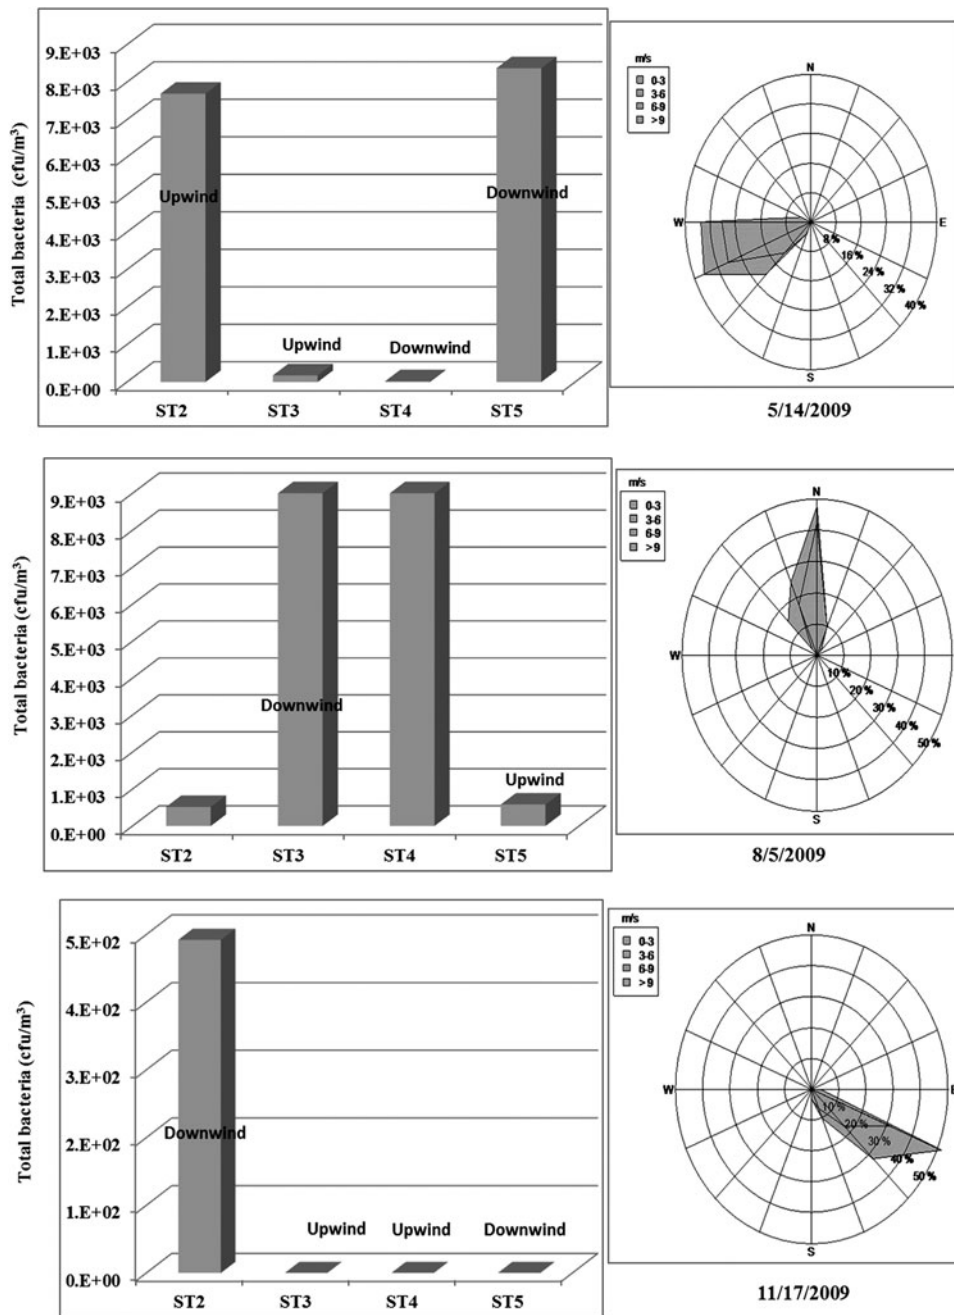 Total bacteria (cfu/m³)
9.E+03
8.E+03
7.E+03
6.E+03
5.E+03
4.E+03
3.E+03
2.E+03
1.E+03
0.E+00
Upwind
Upwind
Downwind
Downwind
ST2 ST3 ST4 ST5
m/s
0-3
3-6
6-9
>9
N
W E
S
8%
16%
24%
32%
40%
5/14/2009
Total bacteria (cfu/m³)
9.E+03
8.E+03
7.E+03
6.E+03
5.E+03
4.E+03
3.E+03
2.E+03
1.E+03
0.E+00
Downwind
Upwind
ST2 ST3 ST4 ST5
m/s
0-3
3-6
6-9
>9
N
W
S
10%
20%
30%
40%
50%
8/5/2009
Total bacteria (cfu/m³)
5.E+02
4.E+02
3.E+02
2.E+02
1.E+02
0.E+00
Downwind
Upwind Upwind Downwind
ST2 ST3 ST4 ST5
m/s
0-3
3-6
6-9
>9
N
W E
S
10%
20%
30%
40%
50%
11/17/2009